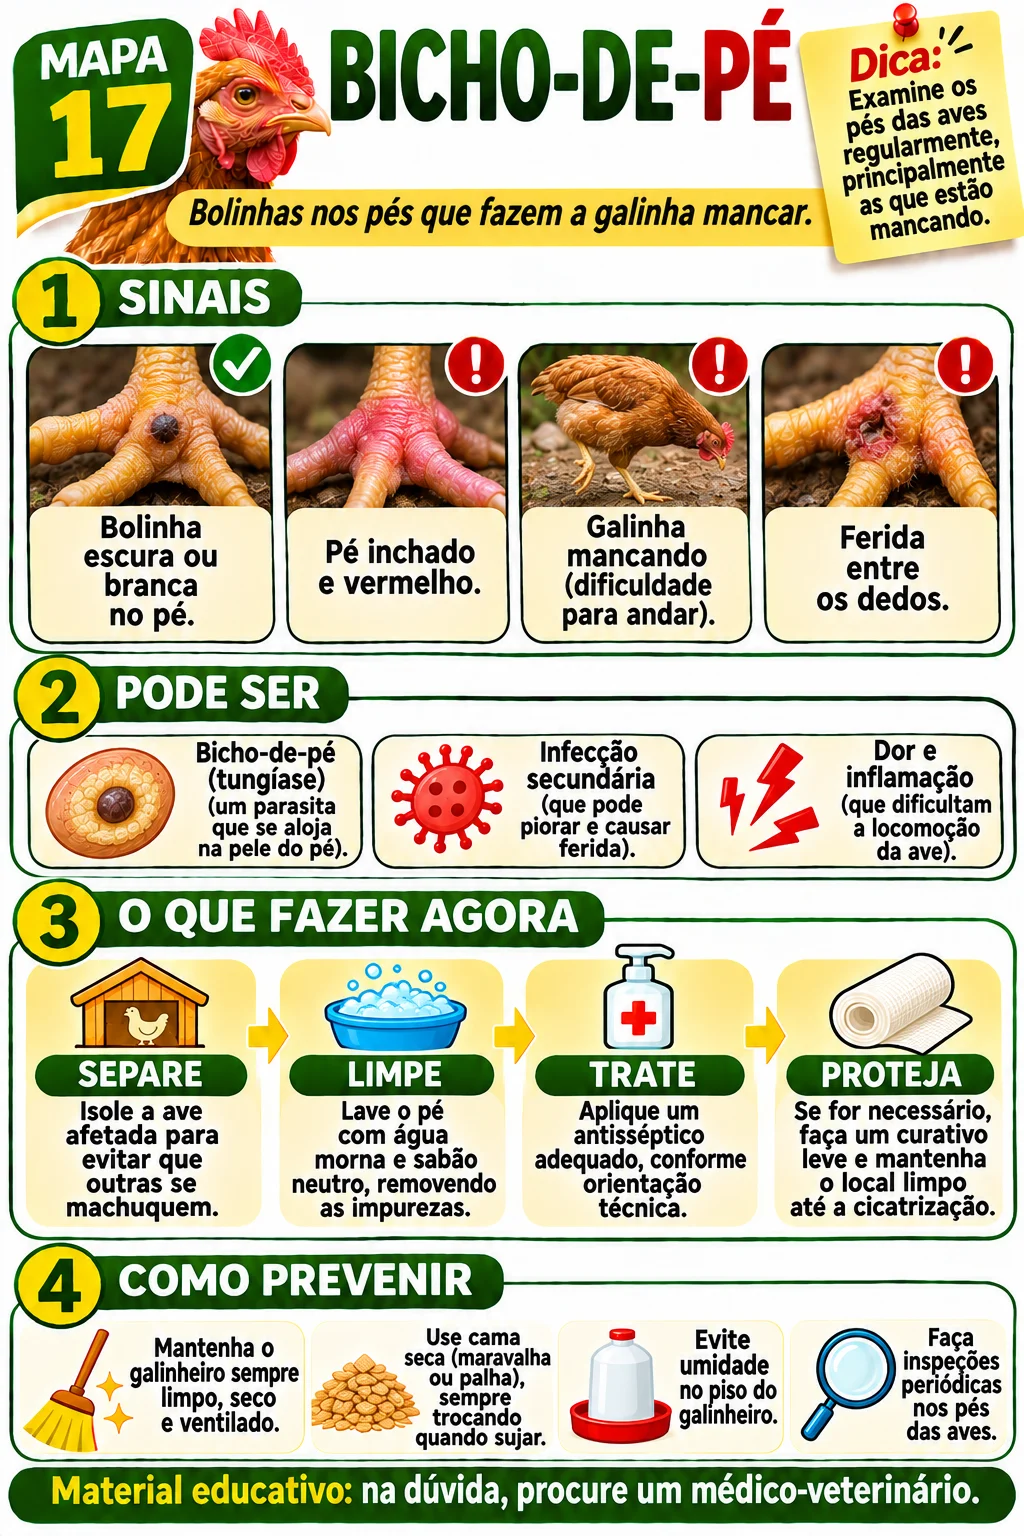 MAPA
17
BICHO-DE-PÉ
Dica:
Examine os
pés das aves
regularmente,
principalmente
as que estão
mancando.
Bolinhas nos pés que fazem a galinha mancar.
1 SINAIS
Bolinha
escura ou
branca
no pé.
Pé inchado
e vermelho.
Galinha
mancando
(dificuldade
para andar).
Ferida
entre
os dedos.
2 PODE SER
Bicho-de-pé
(tungíase)
(um parasita
que se aloja
na pele do pé).
Infecção
secundária
(que pode
piorar e causar
ferida).
Dor e
inflamação
(que dificultam
a locomoção
da ave).
3 O QUE FAZER AGORA
SEPARE
Isole a ave
afetada para
evitar que
outras se
machuquem.
LIMPE
Lave o pé
com água
morna e sabão
neutro, removendo
as impurezas.
TRATE
Aplique um
antisséptico
adequado, conforme
orientação
técnica.
PROTEJA
Se for necessário,
faça um curativo
leve e mantenha
o local limpo
até a cicatrização.
4 COMO PREVENIR
Mantenha o
galinheiro sempre
limpo, seco
e ventilado.
Use cama
seca (maravalha
ou palha),
sempre
trocando
quando sujar.
Evite
umidade
no piso do
galinheiro.
Faça
inspeções
periódicas
nos pés
das aves.
Material educativo: na dúvida, procure um médico-veterinário.